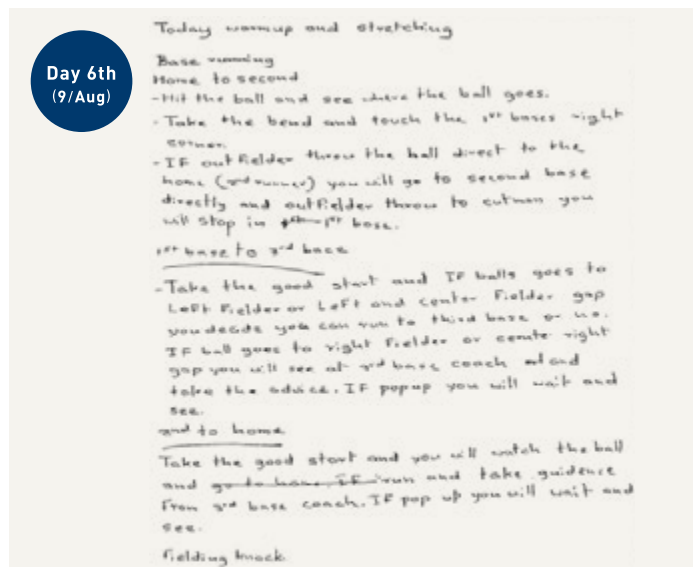 Day 6th
(9/Aug)
Today warmup and stretching
Base running
Home to second
-Hit the ball and see where the ball goes.
-Take the bend and touch the 1st bases right
corner.
-IF outfielder throw the ball direct to the
home (3rd runner) you will go to second base
directly and outfielder throw to cutman you
will stop in 1st base.
1st base to 3rd base
-Take the good start and IF balls goes to
Left fielder or Left and center fielder gap
you decide you can run to third base or no.
IF ball goes to right fielder or right
gap you will see at 3rd base coach and
take the advice. IF popup you will wait and
see.
2nd to home
Take the good start and you will watch the ball
and go to home. IF run and take guidence
From 3rd base coach. IF pop up you will wait and
see.
Fielding knock